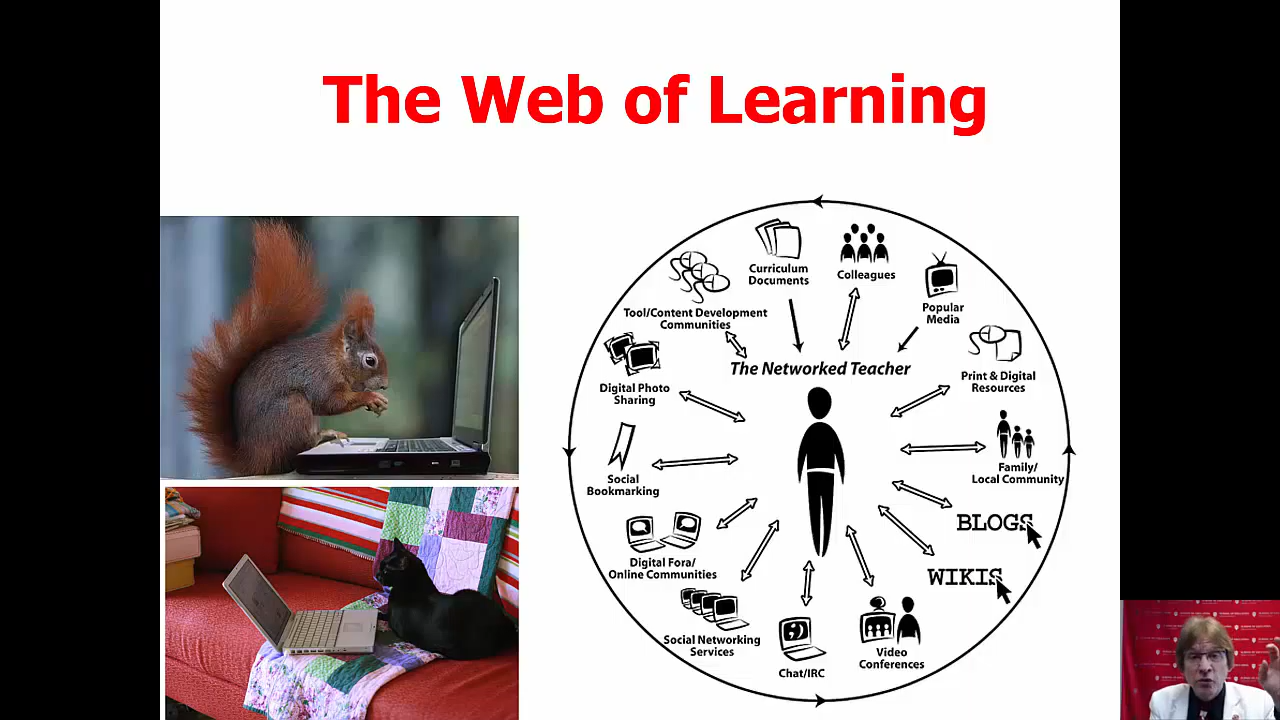 The Web of Learning
Curriculum
Documents
Colleagues
Popular
Media
Tool/Content Development
Communities
Print & Digital
Resources
The Networked Teacher
Digital Photo
Sharing
Family/
Local Community
Social
Bookmarking
BLOGS
Digital Fora/
Online Communities
WIKIS
Social Networking
Services
Video
Conferences
Chat/IRC